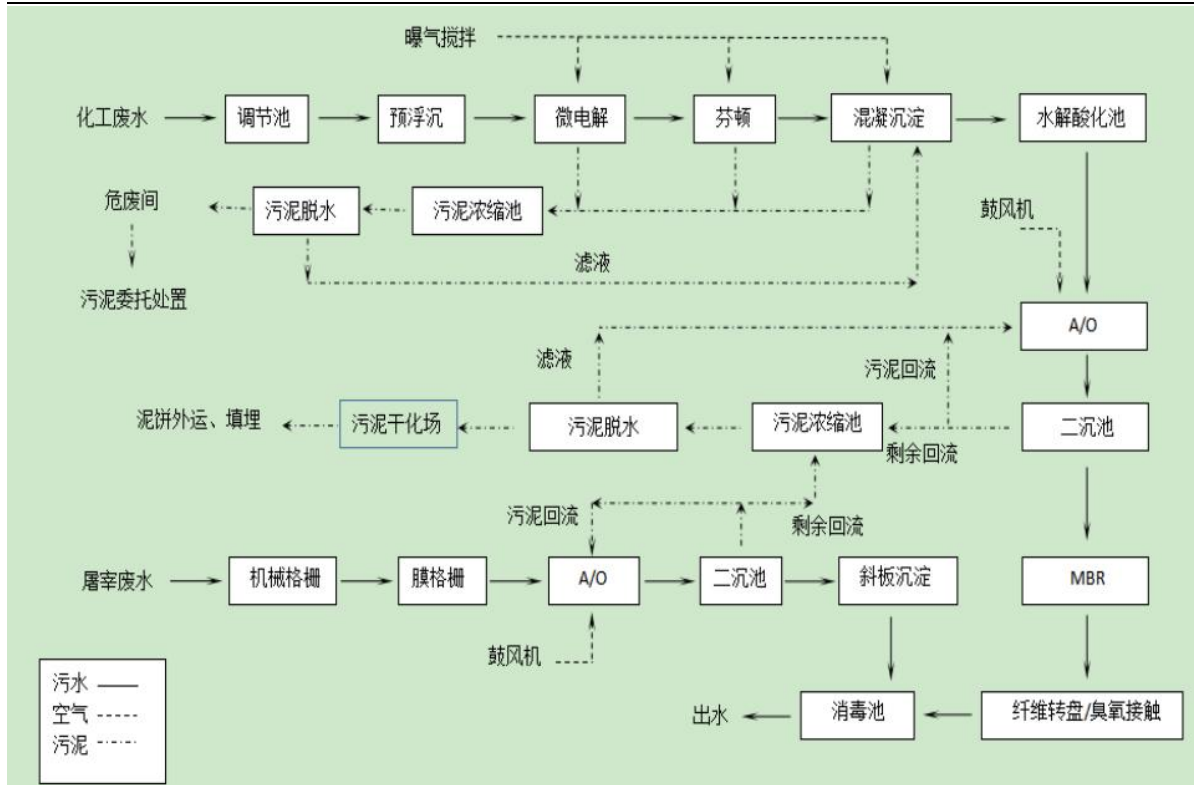 曝气搅拌
化工废水
调节池
预浮沉
微电解
芬顿
混凝沉淀
水解酸化池
危废间
污泥脱水
污泥浓缩池
鼓风机
滤液
污泥委托处置
A/O
滤液
污泥回流
泥饼外运、填埋
污泥干化场
污泥脱水
污泥浓缩池
二沉池
剩余回流
污泥回流
剩余回流
屠宰废水
机械格栅
膜格栅
A/O
二沉池
斜板沉淀
MBR
鼓风机
污水
空气
污泥
出水
消毒池
纤维转盘/臭氧接触